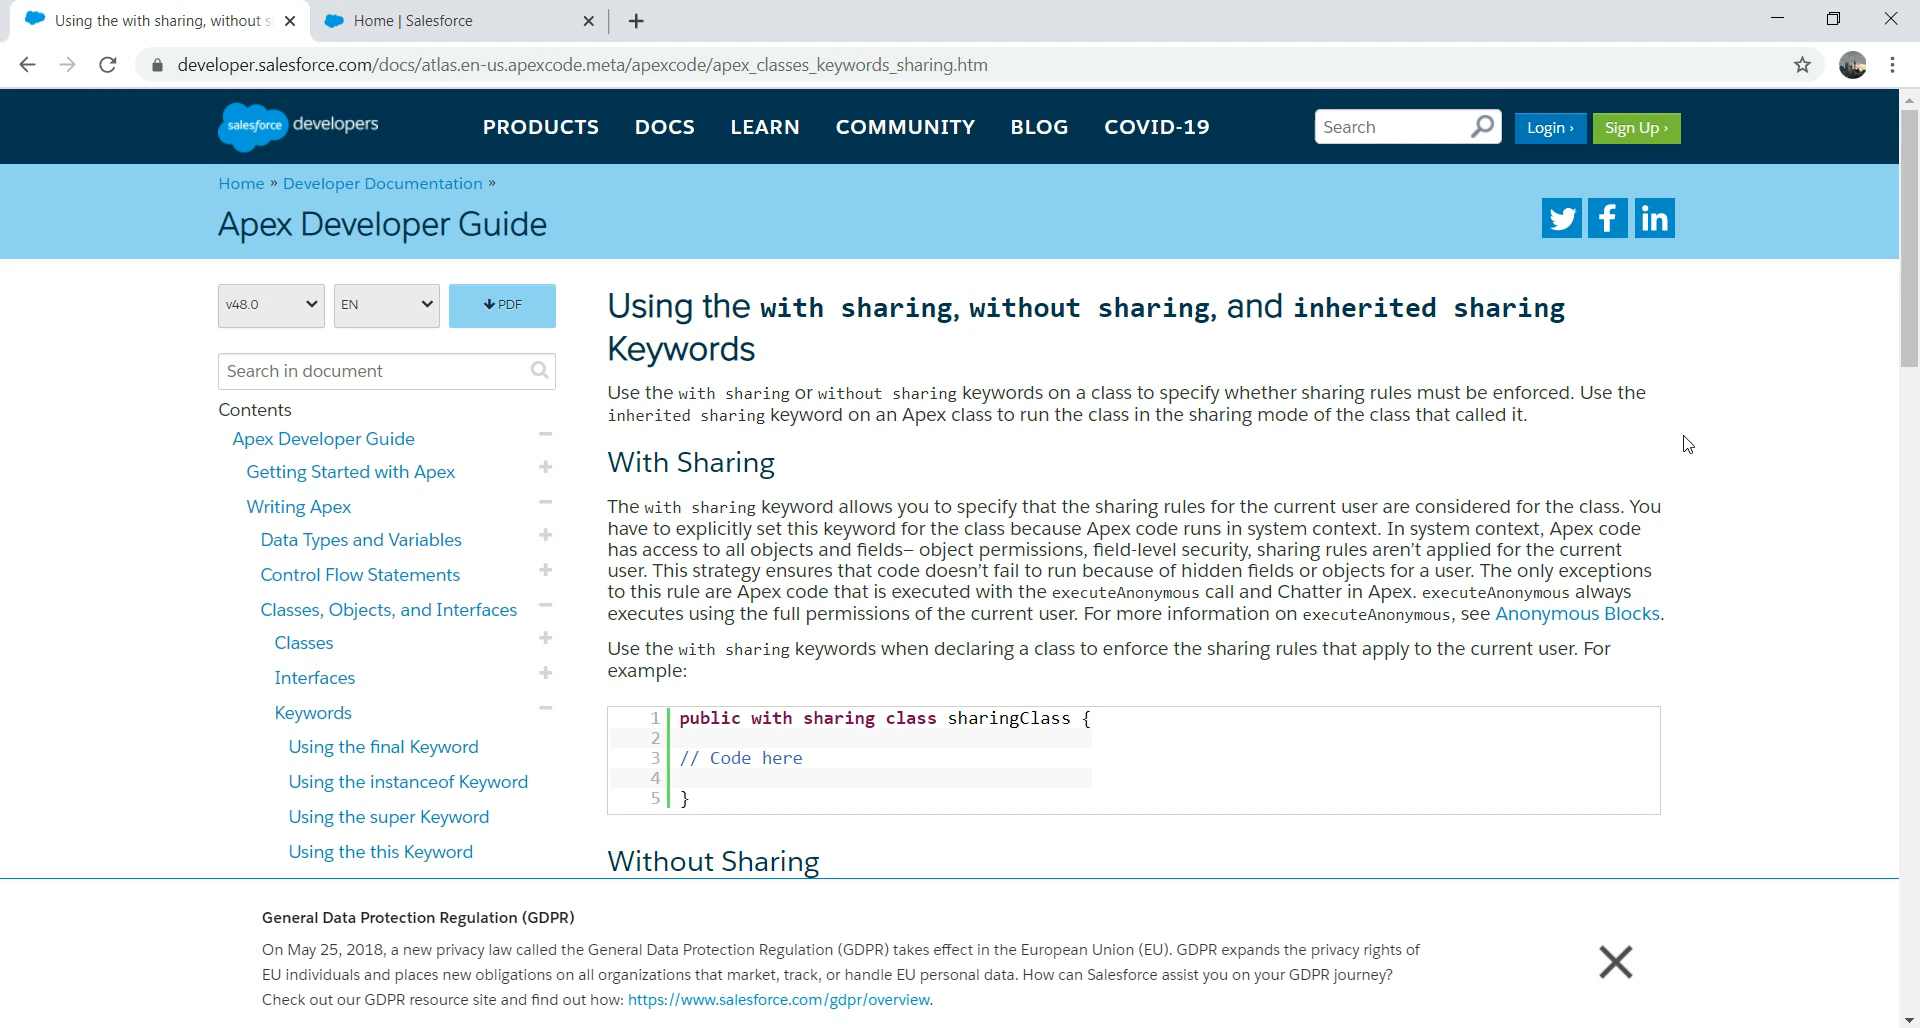 Using the with sharing, without s
Home | Salesforce
developer.salesforce.com/docs/atlas.en-us.apexcode.meta/apexcode/apex_classes_keywords_sharing.htm
salesforce developers
PRODUCTS DOCS LEARN COMMUNITY BLOG COVID-19
Search
Login ›
Sign Up ›
Home » Developer Documentation »
Apex Developer Guide
v48.0
EN
PDF
Search in document
Contents
Apex Developer Guide
Getting Started with Apex
Writing Apex
Data Types and Variables
Control Flow Statements
Classes, Objects, and Interfaces
Classes
Interfaces
Keywords
Using the final Keyword
Using the instanceof Keyword
Using the super Keyword
Using the this Keyword
Using the with sharing, without sharing, and inherited sharing
Keywords
Use the with sharing or without sharing keywords on a class to specify whether sharing rules must be enforced. Use the
inherited sharing keyword on an Apex class to run the class in the sharing mode of the class that called it.
With Sharing
The with sharing keyword allows you to specify that the sharing rules for the current user are considered for the class. You
have to explicitly set this keyword for the class because Apex code runs in system context. In system context, Apex code
has access to all objects and fields— object permissions, field-level security, sharing rules aren’t applied for the current
user. This strategy ensures that code doesn’t fail to run because of hidden fields or objects for a user. The only exceptions
to this rule are Apex code that is executed with the executeAnonymous call and Chatter in Apex. executeAnonymous always
executes using the full permissions of the current user. For more information on executeAnonymous, see Anonymous Blocks.
Use the with sharing keywords when declaring a class to enforce the sharing rules that apply to the current user. For
example:
1 public with sharing class sharingClass {
2
3 // Code here
4
5 }
Without Sharing
General Data Protection Regulation (GDPR)
On May 25, 2018, a new privacy law called the General Data Protection Regulation (GDPR) takes effect in the European Union (EU). GDPR expands the privacy rights of
EU individuals and places new obligations on all organizations that market, track, or handle EU personal data. How can Salesforce assist you on your GDPR journey?
Check out our GDPR resource site and find out how: https://www.salesforce.com/gdpr/overview.